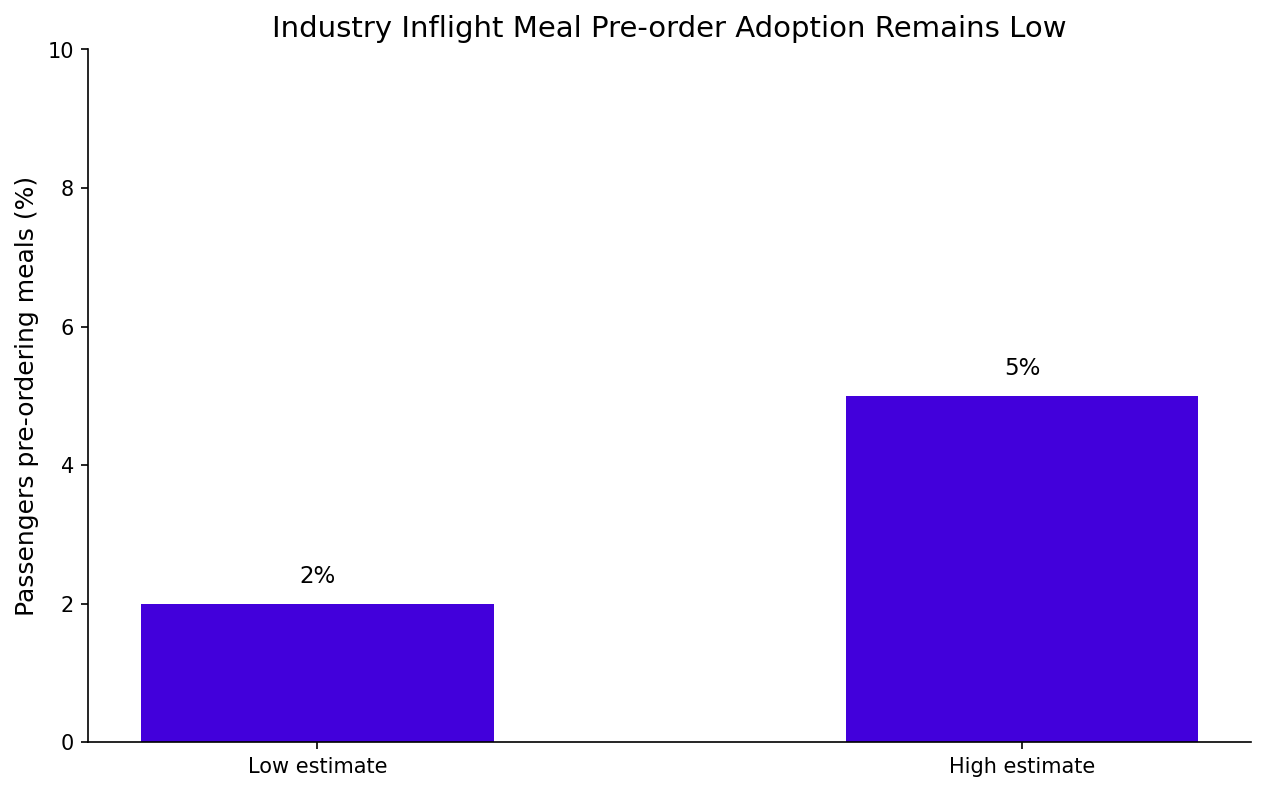 Industry Inflight Meal Pre-order Adoption Remains Low
Passengers pre-ordering meals (%)
10
8
6
4
2
0
2%
5%
Low estimate
High estimate